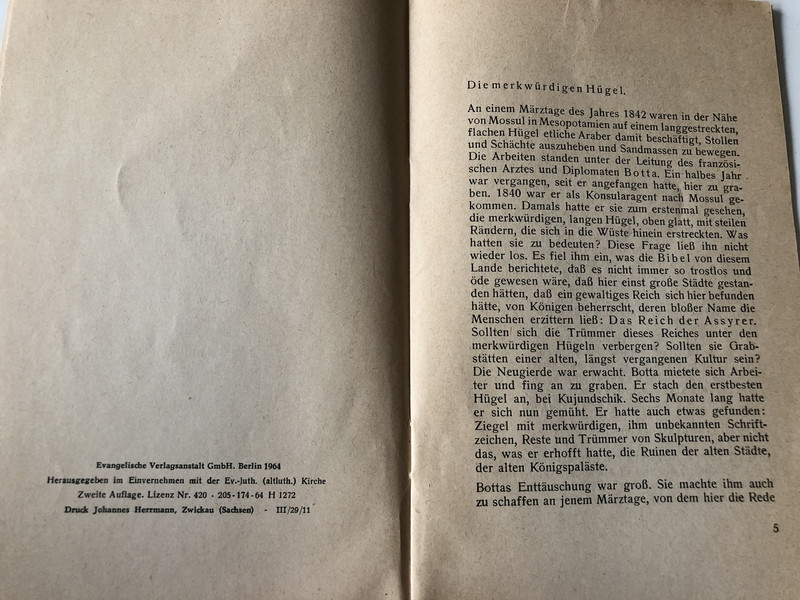 Evangelische Verlagsanstalt GmbH. Berlin 1964
Herausgegeben im Einvernehmen mit der Ev.-luth. (altluth.) Kirche
Zweite Auflage. Lizenz Nr. 420 - 205-174-64 H 1272
Druck Johannes Herrmann, Zwickau (Sachsen) - III/29/11
Die merkwürdigen Hügel.
An einem Märztage des Jahres 1842 waren in der Nähe
von Mossul in Mesopotamien auf einem langgestreckten,
flachen Hügel etliche Araber damit beschäftigt, Stollen
und Schächte auszuheben und Sandmassen zu bewegen.
Die Arbeiten standen unter der Leitung des französi-
schen Arztes und Diplomaten Botta. Ein halbes Jahr
war vergangen, seit er angefangen hatte, hier zu gra-
ben. 1840 war er als Konsularagent nach Mossul ge-
kommen. Damals hatte er sie zum erstenmal gesehen,
die merkwürdigen, langen Hügel, oben glatt, mit steilen
Rändern, die sich in die Wüste hinein erstreckten. Was
hatten sie zu bedeuten? Diese Frage ließ ihn nicht
wieder los. Es fiel ihm ein, was die Bibel von diesem
Lande berichtete, daß es nicht immer so trostlos und
öde gewesen wäre, daß hier einst große Städte gestan-
den hätten, daß ein gewaltiges Reich sich hier befunden
hätte, von Königen beherrscht, deren bloßer Name die
Menschen erzittern ließ: Das Reich der Assyrer.
Sollten sich die Trümmer dieses Reiches unter den
merkwürdigen Hügeln verbergen? Sollten sie Grab-
stätten einer alten, längst vergangenen Kultur sein?
Die Neugierde war erwacht. Botta mietete sich Arbei-
ter und fing an zu graben. Er stach den erstbesten
Hügel an, bei Kujundschik. Sechs Monate lang hatte
er sich nun gemüht. Er hatte auch etwas gefunden:
Ziegel mit merkwürdigen, ihm unbekannten Schrift-
zeichen, Reste und Trümmer von Skulpturen, aber nicht
das, was er erhofft hatte, die Ruinen der alten Städte,
der alten Königspaläste.
Bottas Enttäuschung war groß. Sie machte ihm auch
zu schaffen an jenem Märztage, von dem hier die Rede
5